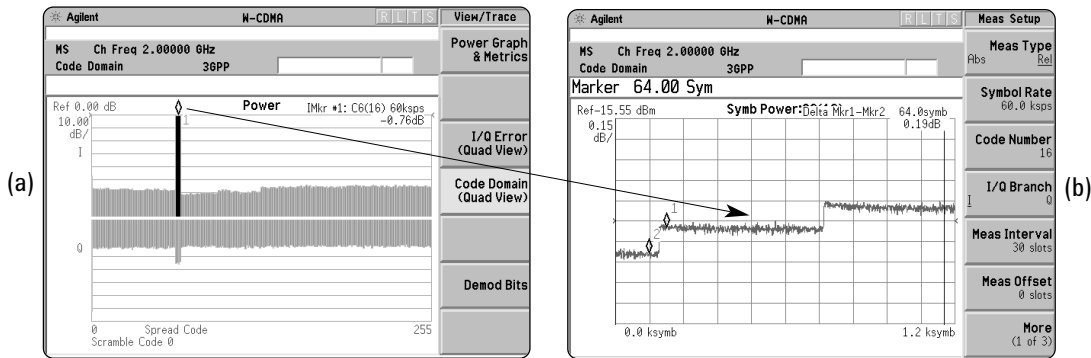 (a)
Agilent W-CDMA R L T S View/Trace
MS Ch Freq 2.00000 GHz
Code Domain 3GPP
Power Graph
& Metrics
Ref 0.00 dB Power IMkr #1: C6(16) 60ksps
-0.76dB
10.00
dB/
1
I
Q
0 Spread Code 255
Scramble Code 0
I/Q Error
(Quad View)
Code Domain
(Quad View)
Demod Bits
Agilent W-CDMA R L T S Meas Setup
MS Ch Freq 2.00000 GHz
Code Domain 3GPP
Marker 64.00 Sym
Ref-15.55 dBm Symb Power: Delta Mkr1-Mkr2 64.0symb
0.19dB
0.15
dB/
1
2
0.0 ksymb 1.2 ksymb
Meas Type
Abs Rel
Symbol Rate
60.0 ksps
Code Number
16
I/Q Branch
I Q
Meas Interval
30 slots
Meas Offset
0 slots
More
(1 of 3)
(b)